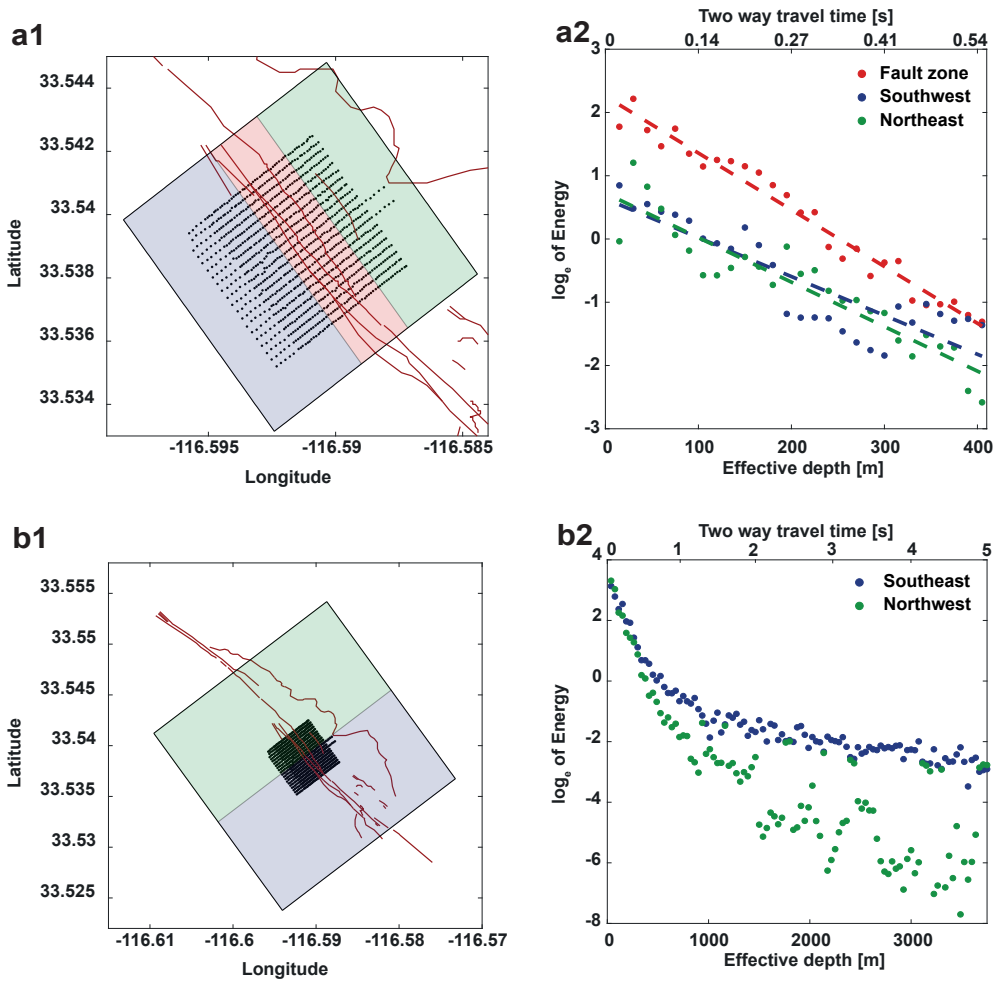 a1
33.544
33.542
33.54
33.538
33.536
33.534
Latitude
-116.595
-116.59
-116.585
Longitude
a2
Two way travel time [s]
0
0.14
0.27
0.41
0.54
3
2
1
0
-1
-2
-3
logₑ of Energy
Fault zone
Southwest
Northeast
0
100
200
300
400
Effective depth [m]
b1
33.555
33.55
33.545
33.54
33.535
33.53
33.525
Latitude
-116.61
-116.6
-116.59
-116.58
-116.57
Longitude
b2
Two way travel time [s]
0
1
2
3
4
5
4
2
0
-2
-4
-6
-8
logₑ of Energy
Southeast
Northwest
0
1000
2000
3000
Effective depth [m]